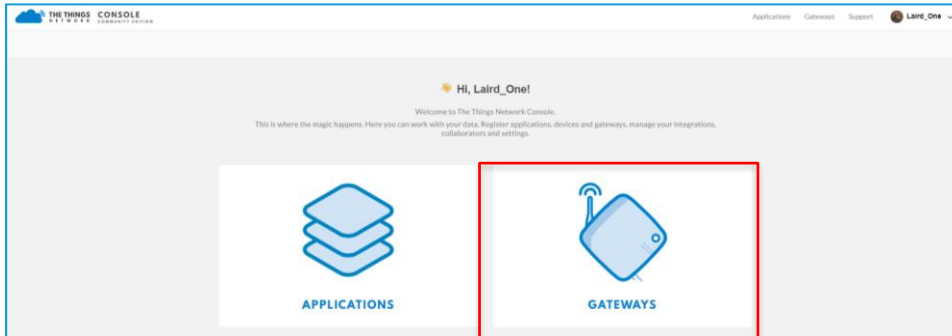 THE THINGS NETWORK CONSOLE COMMUNITY EDITION
Applications Gateways Support Laird_One
Hi, Laird_One!
Welcome to The Things Network Console.
This is where the magic happens. Here you can work with your data. Register applications, devices and gateways, manage your integrations,
collaborators and settings.
APPLICATIONS GATEWAYS